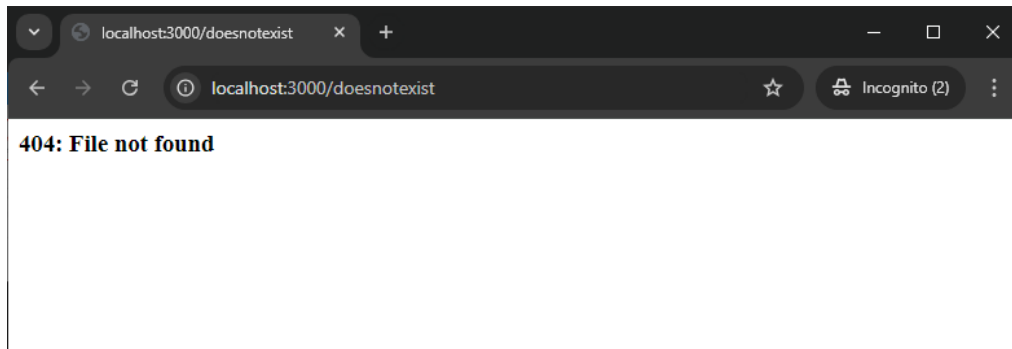 localhost:3000/doesnotexist
localhost:3000/doesnotexist
Incognito (2)
404: File not found